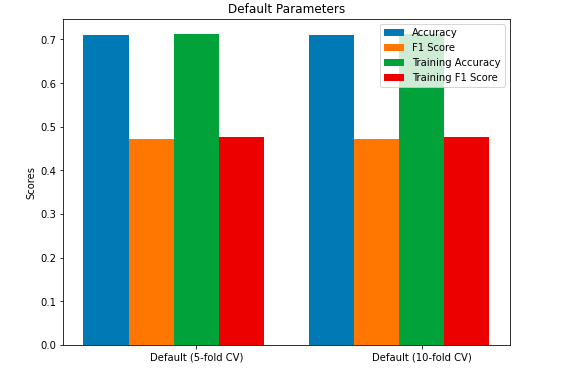 Default Parameters
Accuracy
F1 Score
Training Accuracy
Training F1 Score
Scores
0.7
0.6
0.5
0.4
0.3
0.2
0.1
0.0
Default (5-fold CV)
Default (10-fold CV)